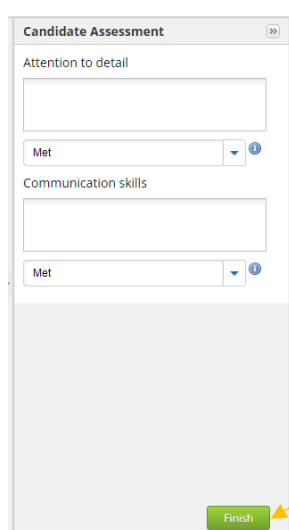 Candidate Assessment
Attention to detail
Met
Communication skills
Met
Finish